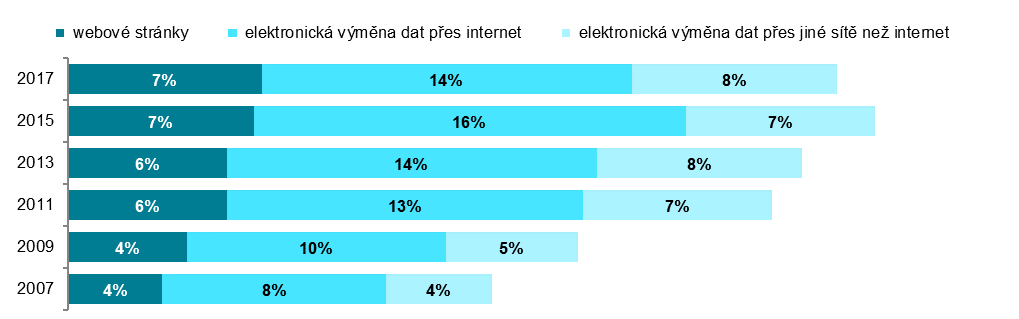 webové stránky elektronická výměna dat přes internet elektronická výměna dat přes jiné sítě než internet
2017 7% 14% 8%
2015 7% 16% 7%
2013 6% 14% 8%
2011 6% 13% 7%
2009 4% 10% 5%
2007 4% 8% 4%